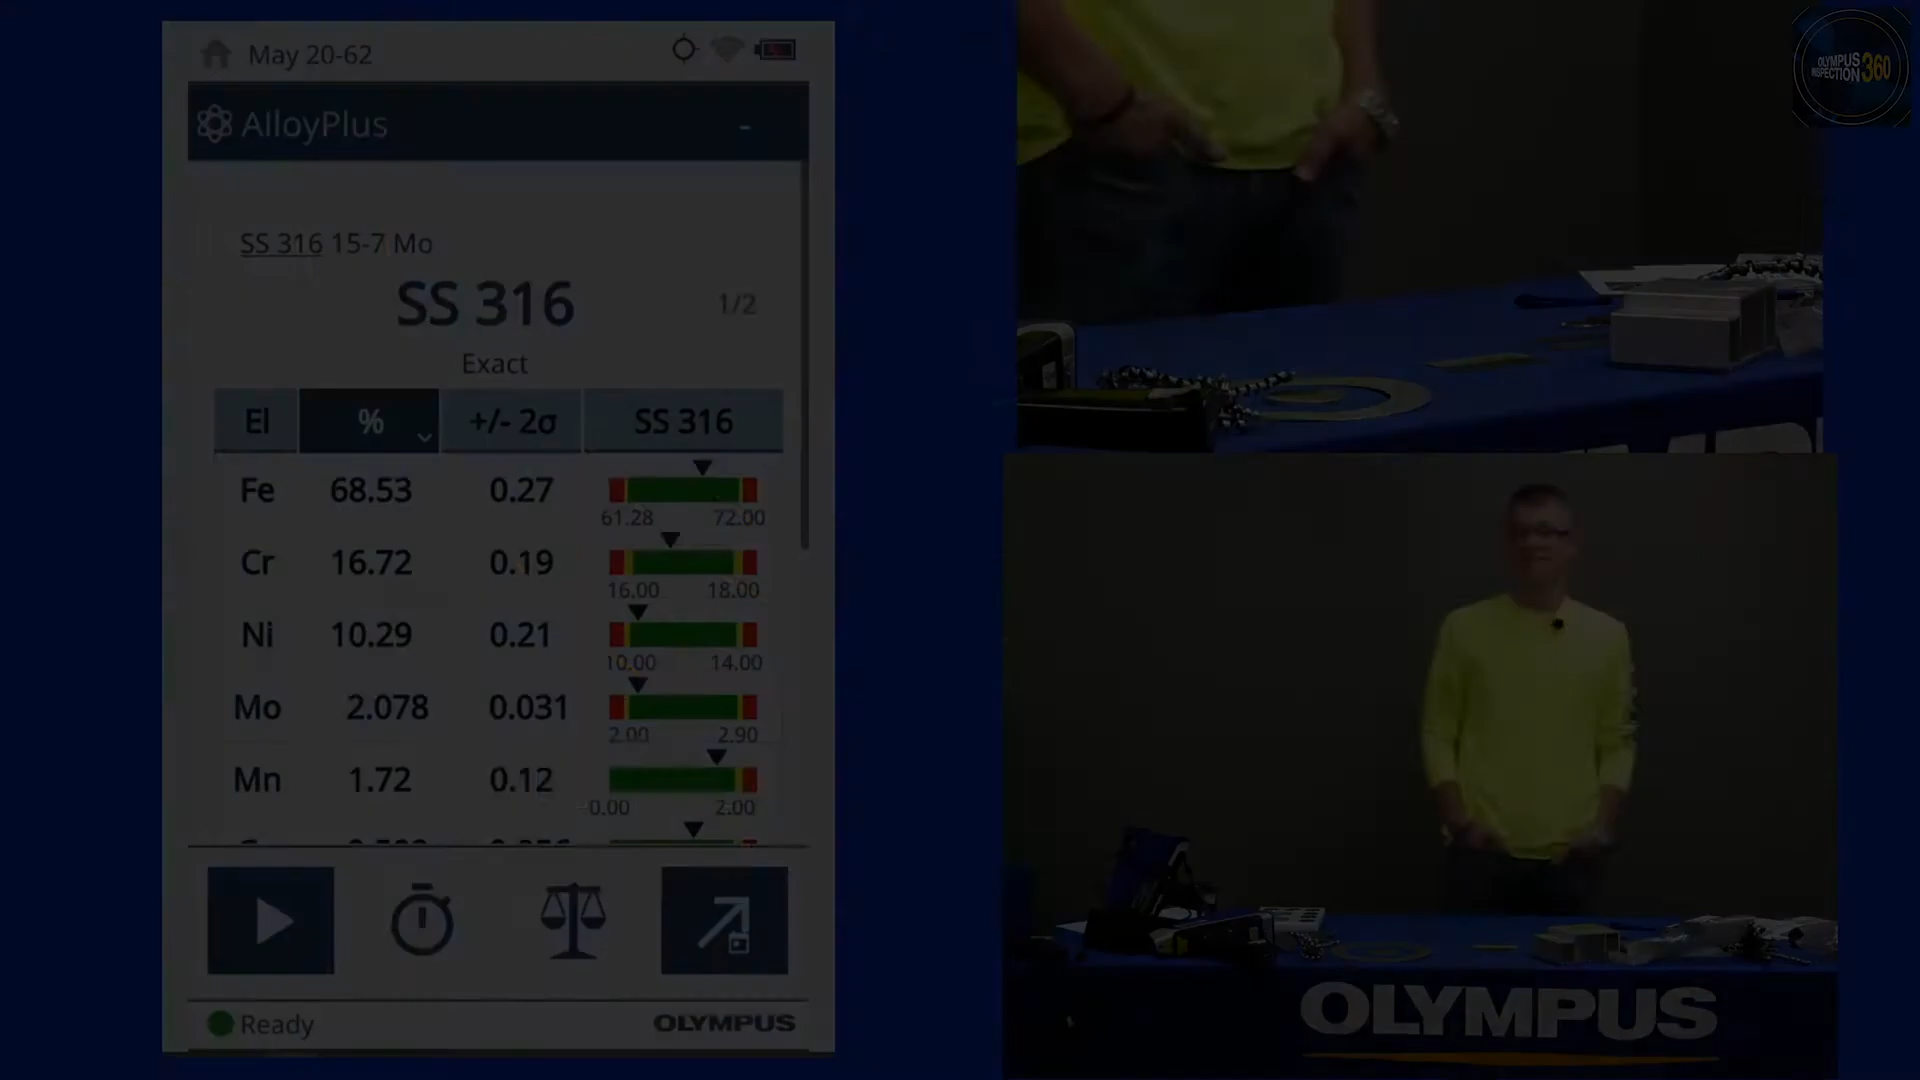 May 20-62
AlloyPlus -
SS 316 15-7 Mo
SS 316 1/2
Exact
El % +/- 2σ SS 316
Fe 68.53 0.27
61.28 72.00
Cr 16.72 0.19
16.00 18.00
Ni 10.29 0.21
10.00 14.00
Mo 2.078 0.031
2.00 2.90
Mn 1.72 0.12
0.00 2.00
Ready OLYMPUS
OLYMPUS
INSPECTION 360
OLYMPUS